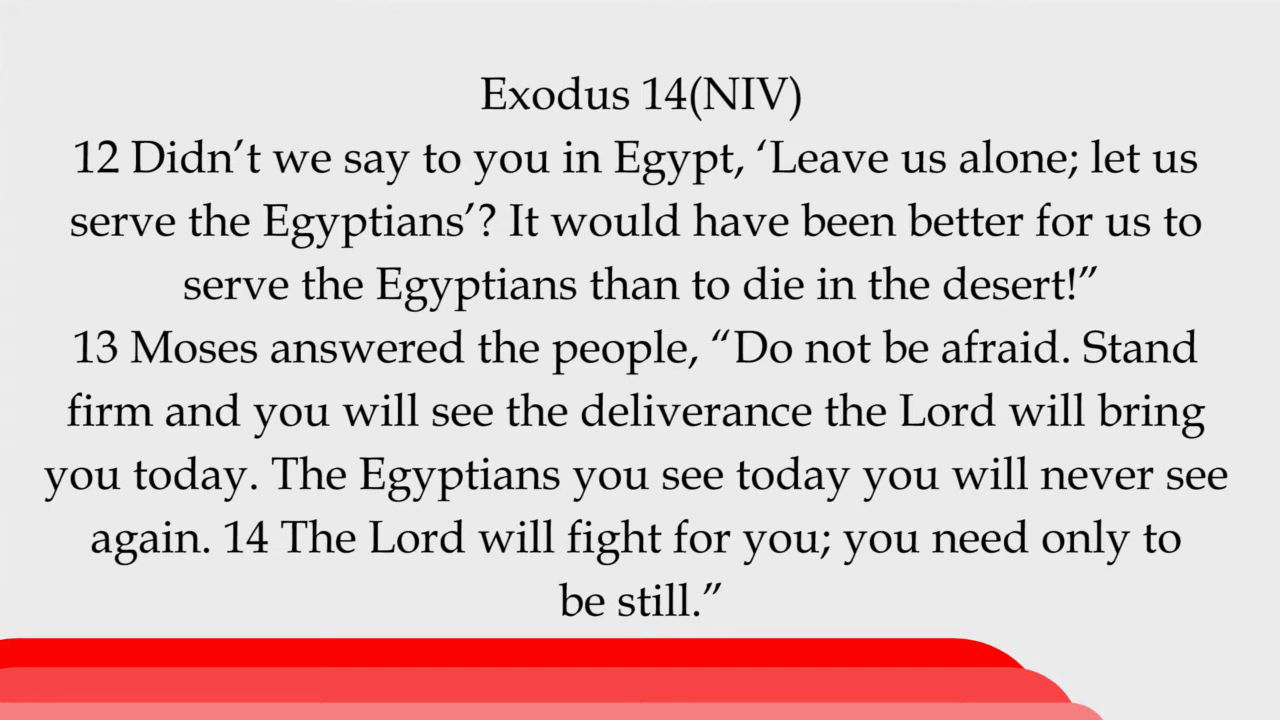 Exodus 14(NIV)
12 Didn’t we say to you in Egypt, ‘Leave us alone; let us
serve the Egyptians’? It would have been better for us to
serve the Egyptians than to die in the desert!”
13 Moses answered the people, “Do not be afraid. Stand
firm and you will see the deliverance the Lord will bring
you today. The Egyptians you see today you will never see
again. 14 The Lord will fight for you; you need only to
be still.”